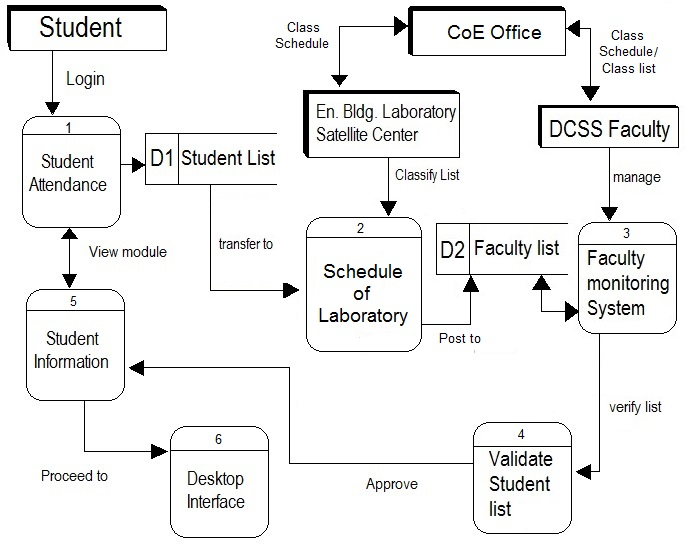 Student
Class
Schedule
CoE Office
Class
Schedule/
Class list
Login
En. Bldg. Laboratory
Satellite Center
DCSS Faculty
1
Student
Attendance
D1 Student List
Classify List
manage
View module
transfer to
2
Schedule
of
Laboratory
D2 Faculty list
3
Faculty
monitoring
System
5
Student
Information
Post to
verify list
6
Desktop
Interface
Proceed to
Approve
4
Validate
Student
list